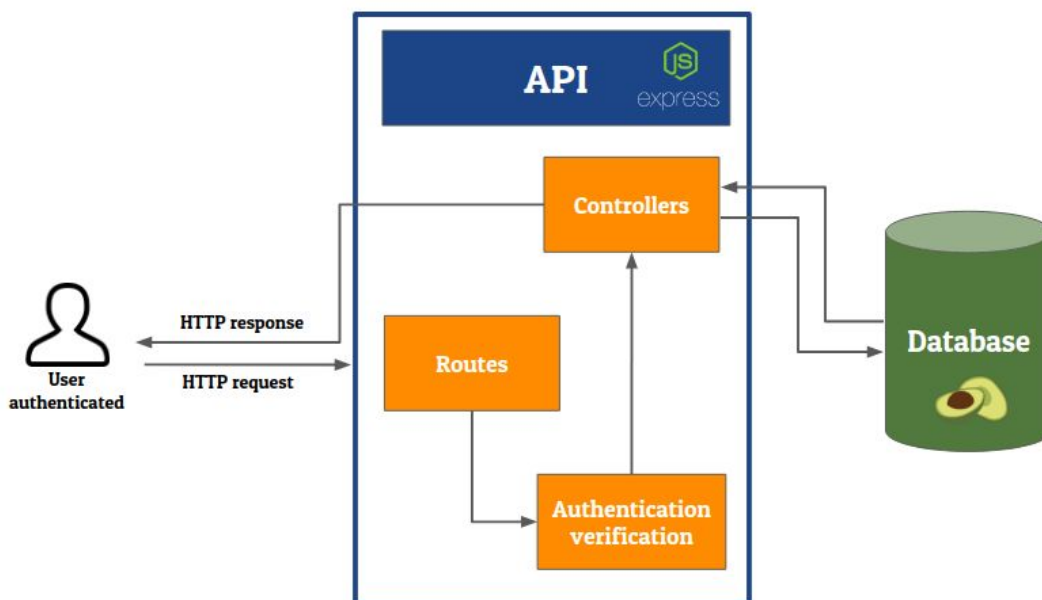 API
JS
express
Controllers
HTTP response
HTTP request
User
authenticated
Routes
Database
Authentication
verification